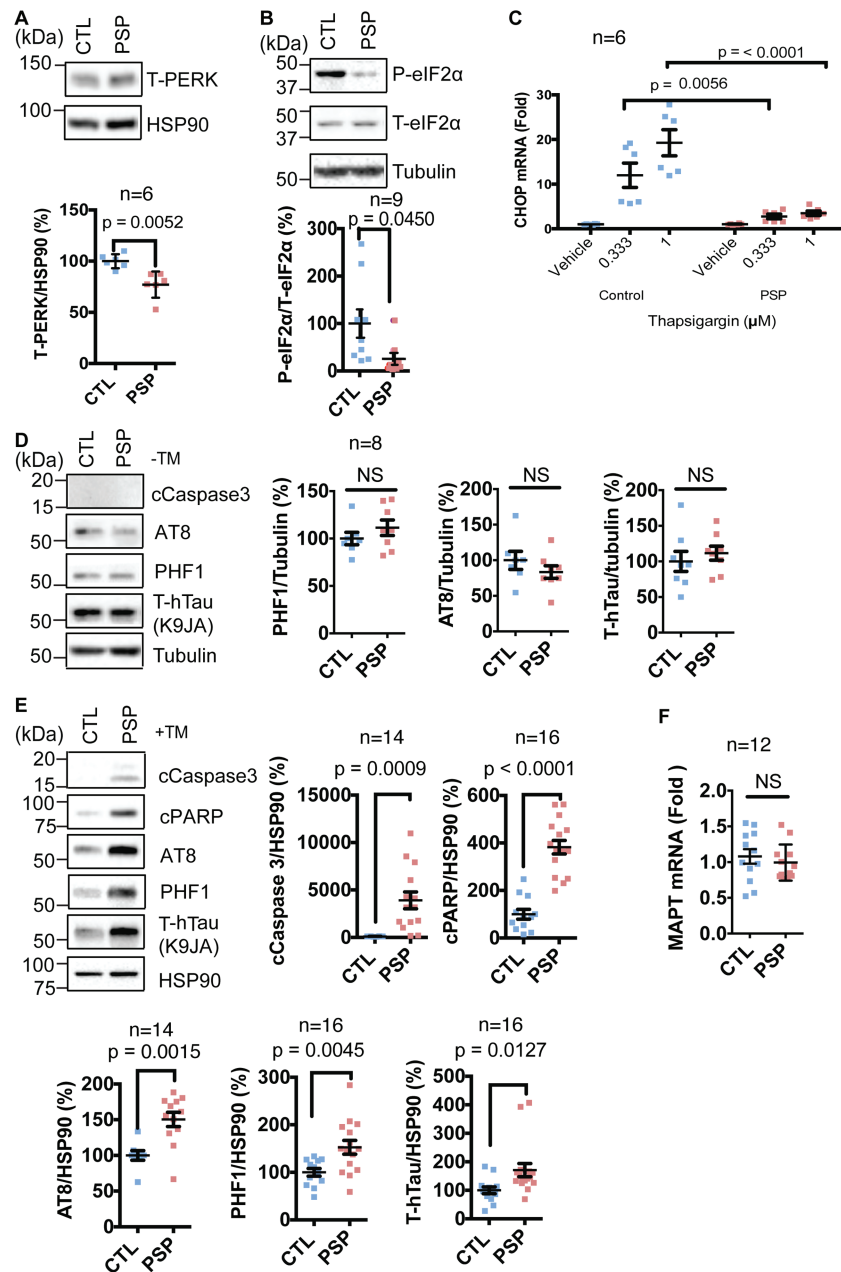 A
(kDa)
CTL
PSP
150
T-PERK
100
HSP90
n=6
p = 0.0052
T-PERK/HSP90 (%)
150
100
50
0
CTL
PSP
B
(kDa)
CTL
PSP
50
37
P-eIF2α
50
37
T-eIF2α
50
Tubulin
n=9
p = 0.0450
P-eIF2α/T-eIF2α (%)
300
200
100
0
CTL
PSP
C
n=6
p = < 0.0001
p = 0.0056
CHOP mRNA (Fold)
30
20
10
0
Vehicle
0.333
1
Vehicle
0.333
1
Control
PSP
Thapsigargin (µM)
D
(kDa)
CTL
PSP
-TM
20
15
cCaspase3
50
AT8
50
PHF1
50
T-hTau
(K9JA)
50
Tubulin
n=8
NS
PHF1/Tubulin (%)
150
100
50
0
CTL
PSP
NS
AT8/Tubulin (%)
200
150
100
50
0
CTL
PSP
NS
T-hTau/tubulin (%)
200
150
100
50
0
CTL
PSP
E
(kDa)
CTL
PSP
+TM
20
15
cCaspase3
100
75
cPARP
50
AT8
50
PHF1
50
T-hTau
(K9JA)
100
75
HSP90
n=14
p = 0.0009
cCaspase 3/HSP90 (%)
15000
10000
5000
0
CTL
PSP
n=16
p < 0.0001
cPARP/HSP90 (%)
600
400
200
0
CTL
PSP
F
n=12
NS
MAPT mRNA (Fold )
2.0
1.5
1.0
0.5
0.0
CTL
PSP
n=14
p = 0.0015
AT8/HSP90 (%)
200
150
100
50
0
CTL
PSP
n=16
p = 0.0045
PHF1/HSP90 (%)
300
200
100
0
CTL
PSP
n=16
p = 0.0127
T-hTau/HSP90 (%)
500
400
300
200
100
0
CTL
PSP